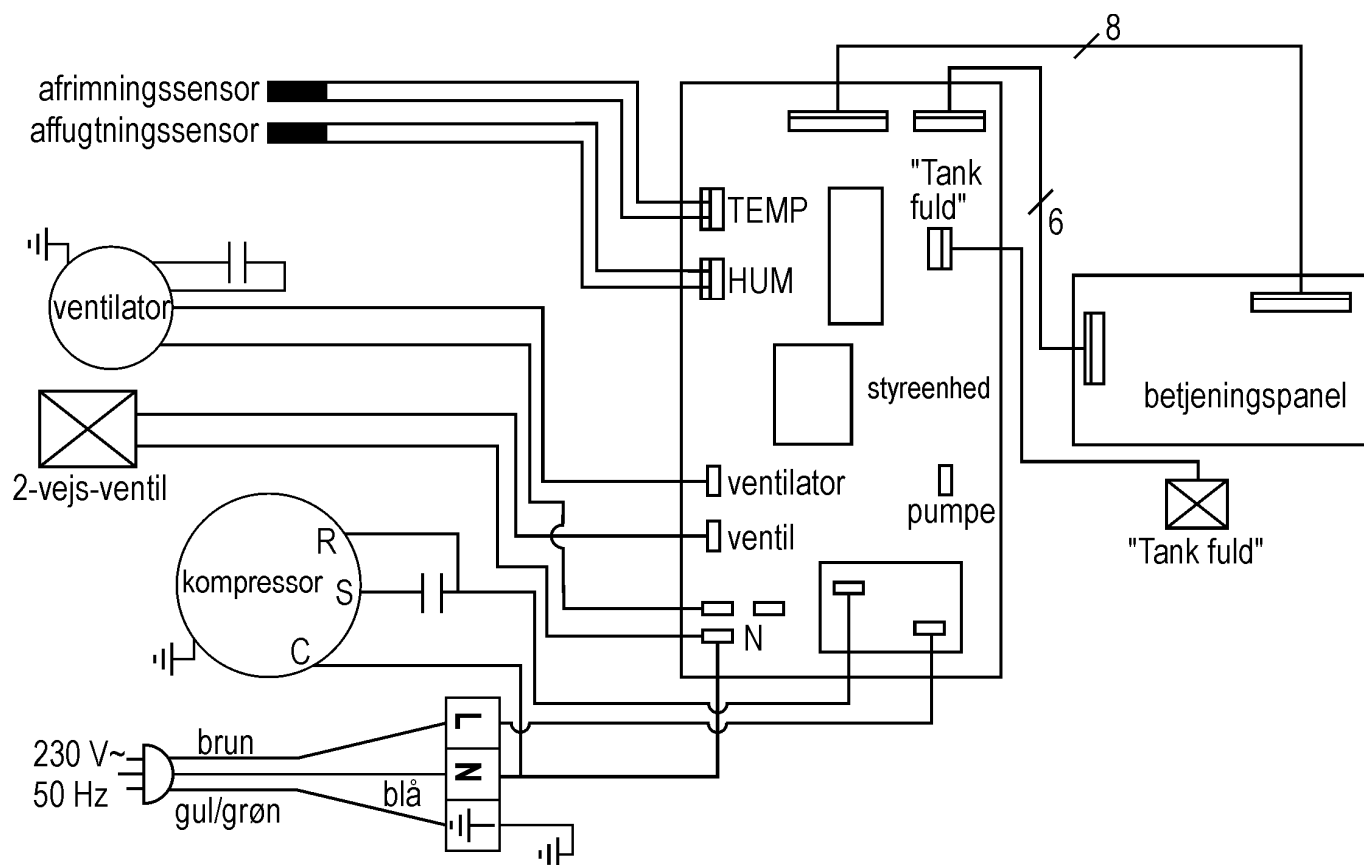 8
afrimningssensor
affugtningssensor
"Tank
fuld"
TEMP
6
HUM
ventilator
styreenhed
betjeningspanel
2-vejs-ventil
ventilator
pumpe
ventil
"Tank fuld"
R
kompressor
S
N
C
L
brun
230 V~
N
50 Hz
blå
gul/grøn